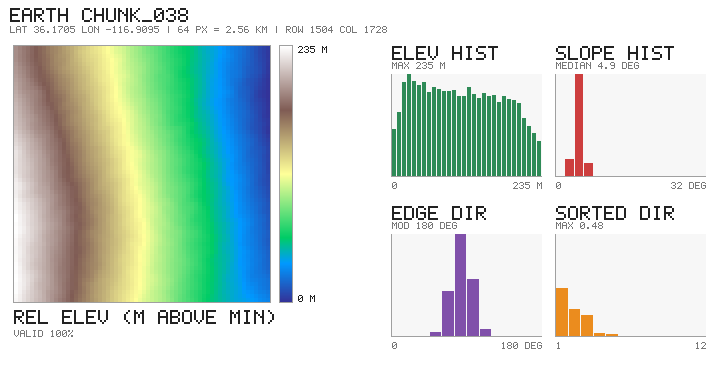 EARTH CHUNK_038
LAT 36.1705 LON -116.9095 | 64 PX = 2.56 KM | ROW 1504 COL 1728
235 M
0 M
REL ELEV (M ABOVE MIN)
VALID 100%
ELEV HIST
MAX 235 M
0 235 M
SLOPE HIST
MEDIAN 4.9 DEG
0 32 DEG
EDGE DIR
MOD 180 DEG
0 180 DEG
SORTED DIR
MAX 0.48
1 12